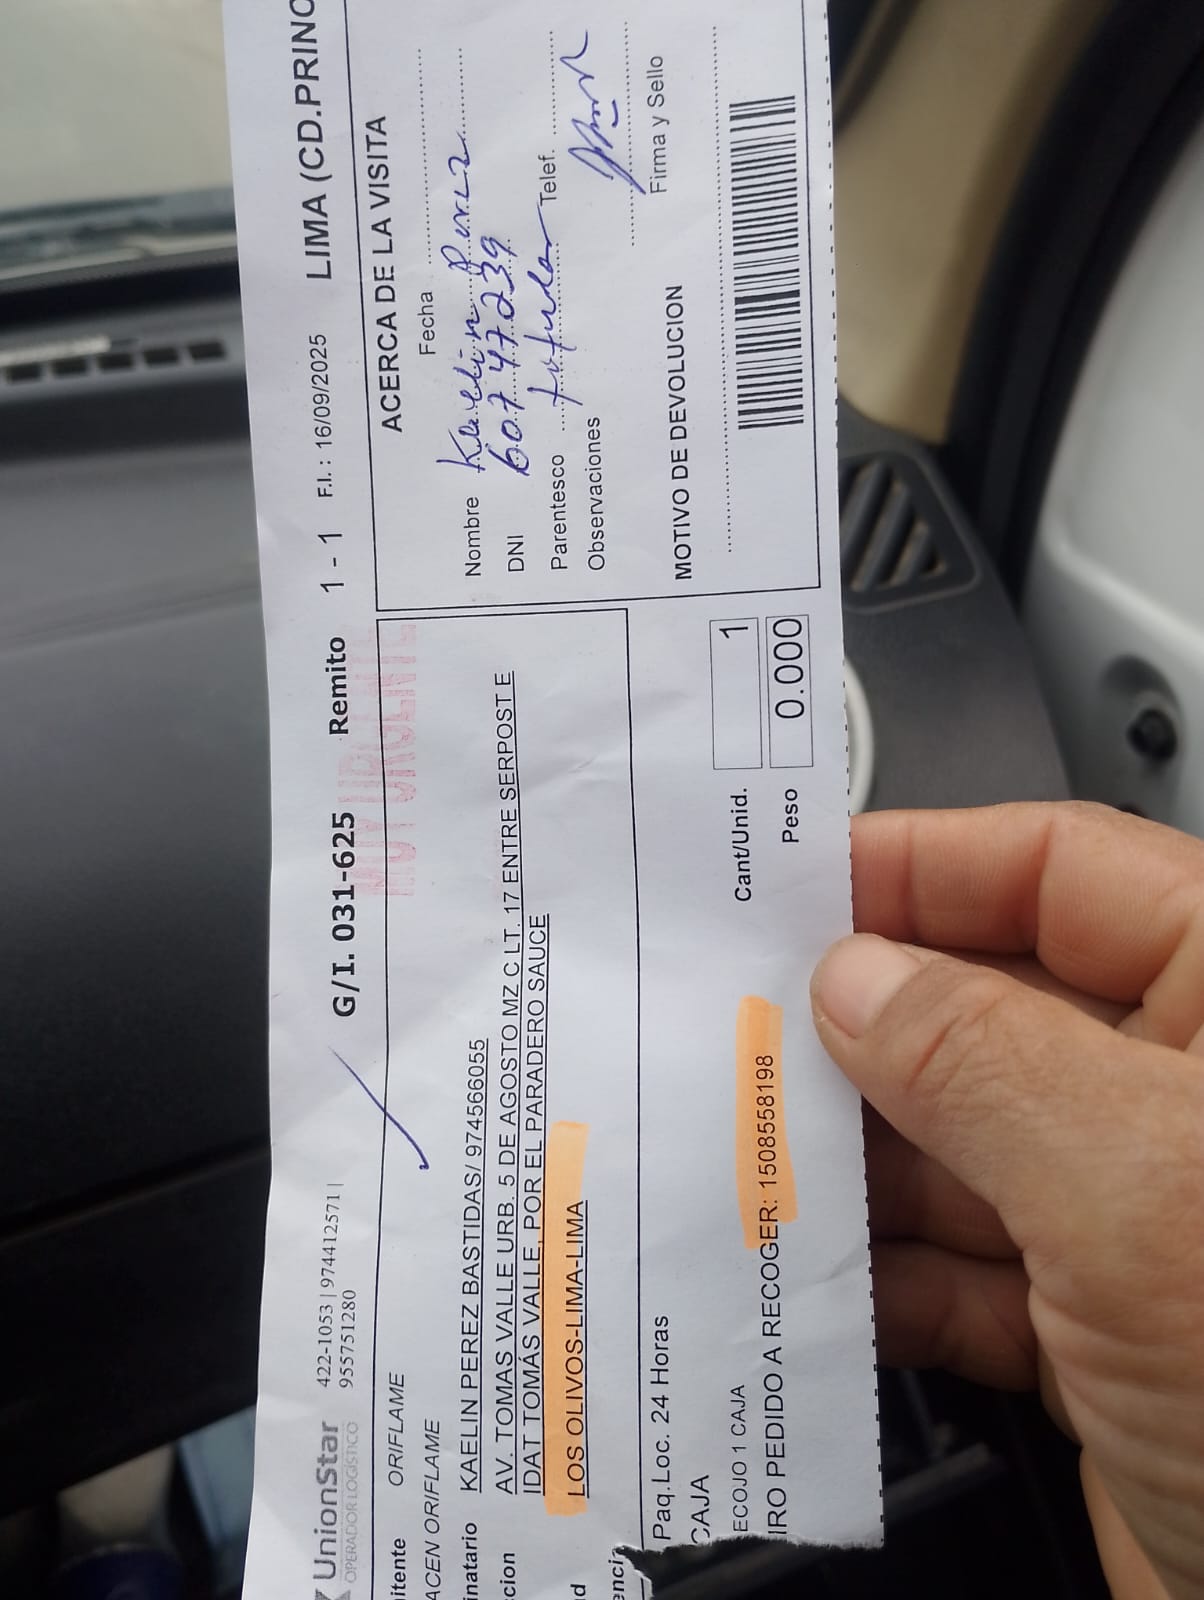 UnionStar
OPERADOR LOGÍSTICO
422-1053 | 974412571 |
955751280
G/I. 031-625 Remito 1 - 1 F.I. : 16/09/2025 LIMA (CD.PRINC
MUY URGENTE
itente ORIFLAME
ACEN ORIFLAME
inatario KAELIN PEREZ BASTIDAS/ 974566055
cion AV. TOMAS VALLE URB. 5 DE AGOSTO MZ C LT. 17 ENTRE SERPOST E
IDAT TOMÁS VALLE, POR EL PARADERO SAUCE
d LOS OLIVOS-LIMA-LIMA
enci
Paq.Loc. 24 Horas
CAJA
ECOJO 1 CAJA
IRO PEDIDO A RECOGER: 1508558198
Cant/Unid. 1
Peso 0.000
ACERCA DE LA VISITA
Fecha
Nombre Kaelin Perez
DNI 60747239
Parentesco titular Telef.
Observaciones
Firma y Sello
MOTIVO DE DEVOLUCION